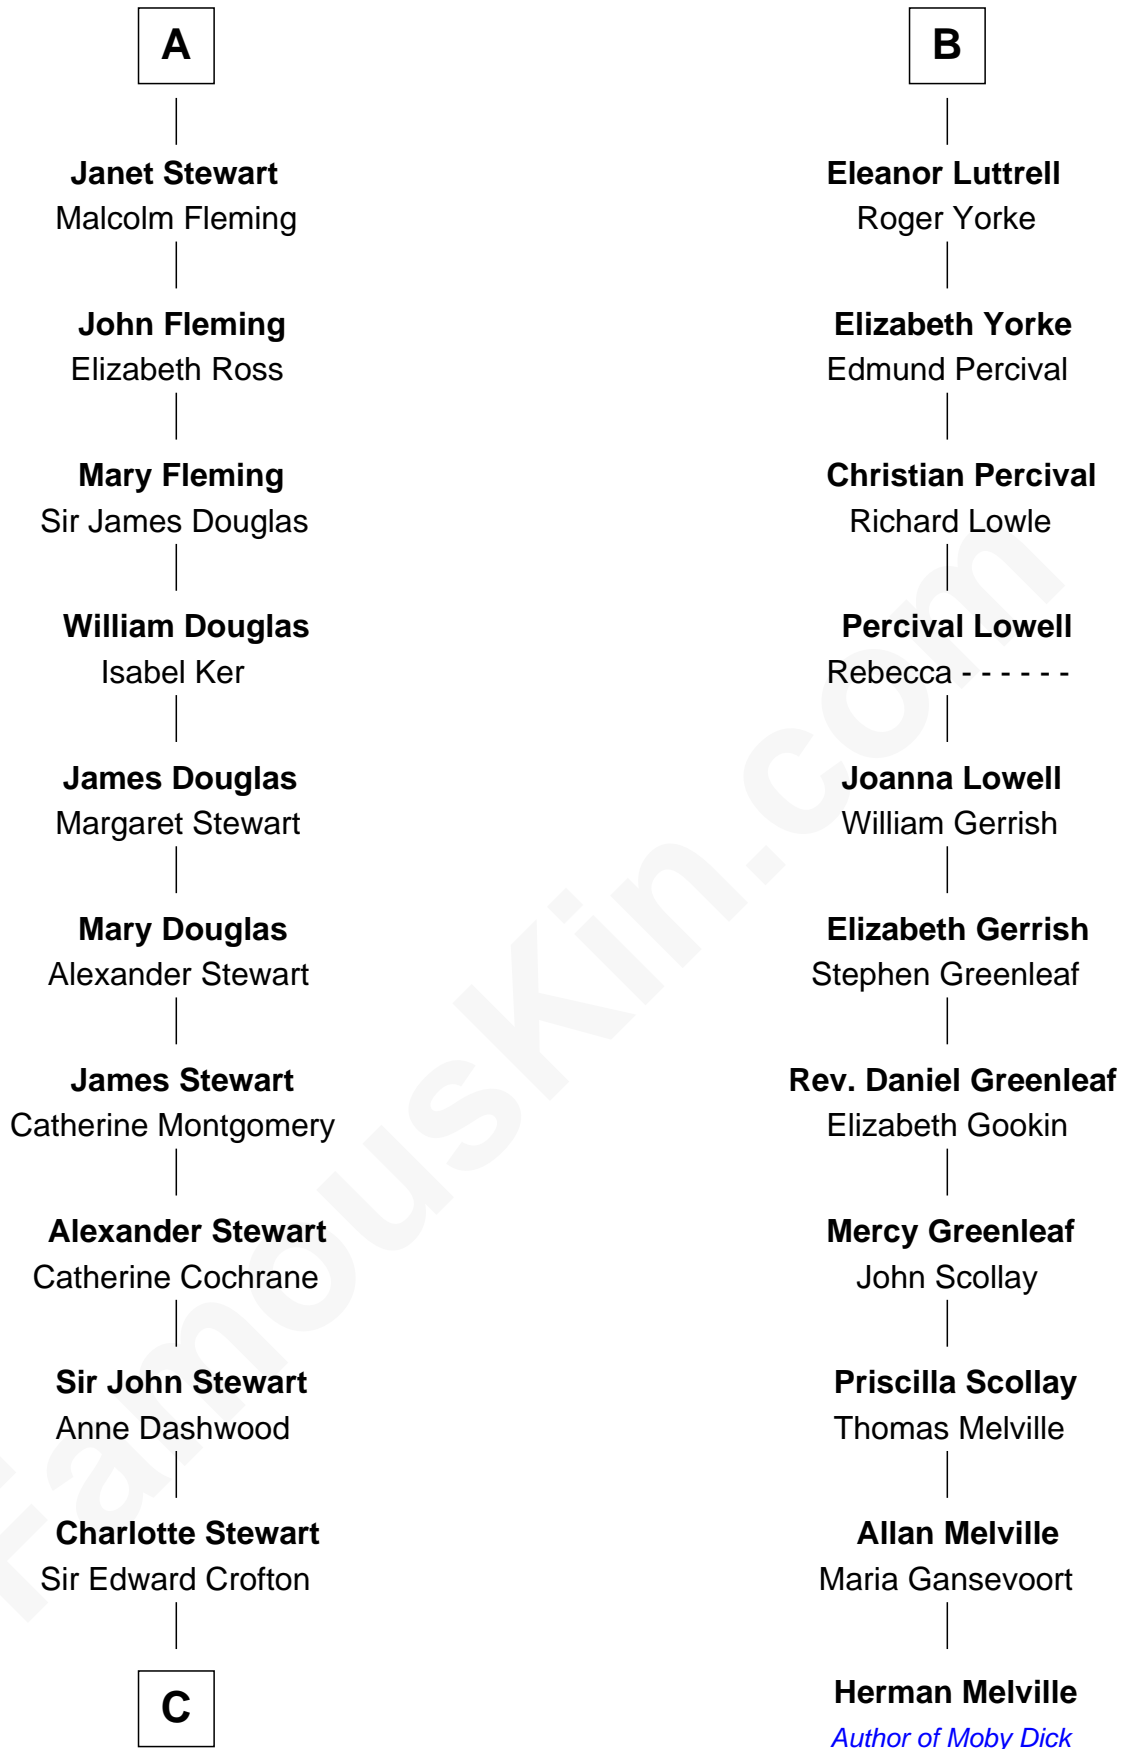 A
Janet Stewart
Malcolm Fleming
John Fleming
Elizabeth Ross
Mary Fleming
Sir James Douglas
William Douglas
Isabel Ker
James Douglas
Margaret Stewart
Mary Douglas
Alexander Stewart
James Stewart
Catherine Montgomery
Alexander Stewart
Catherine Cochrane
Sir John Stewart
Anne Dashwood
Charlotte Stewart
Sir Edward Crofton
C
B
Eleanor Luttrell
Roger Yorke
Elizabeth Yorke
Edmund Percival
Christian Percival
Richard Lowle
Percival Lowell
Rebecca - - - - - -
Joanna Lowell
William Gerrish
Elizabeth Gerrish
Stephen Greenleaf
Rev. Daniel Greenleaf
Elizabeth Gookin
Mercy Greenleaf
John Scollay
Priscilla Scollay
Thomas Melville
Allan Melville
Maria Gansevoort
Herman Melville
Author of Moby Dick
FamousKin.com